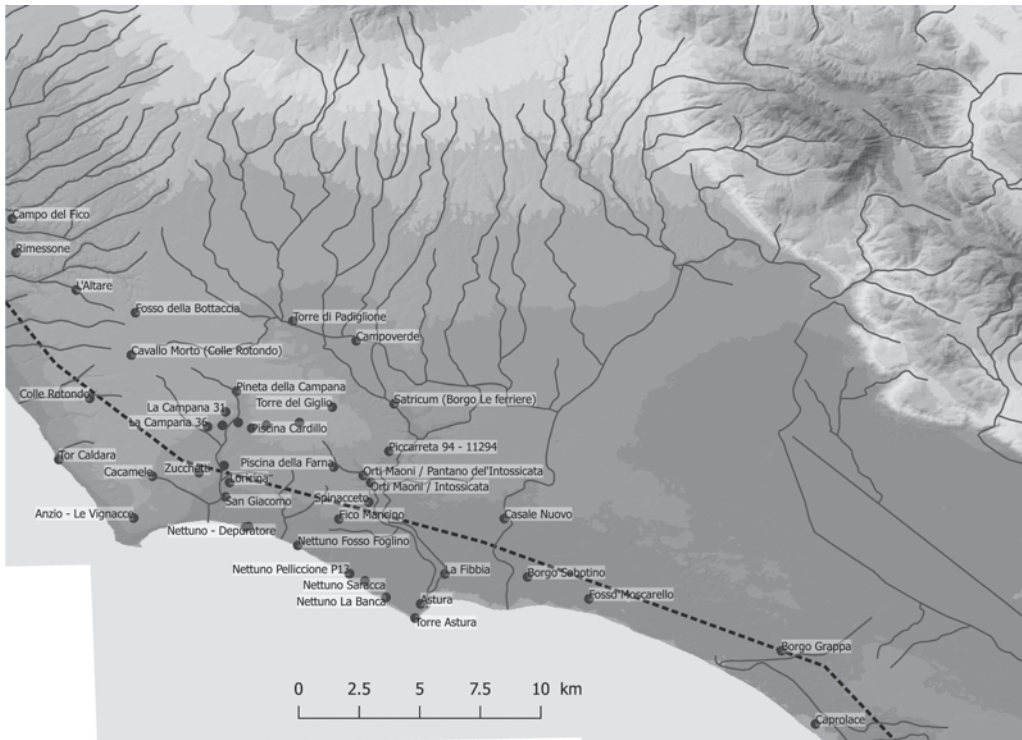 Campo del Fico
Rimessone
L'Altare
Fosso della Bottaccia
Torre di Padiglione
Campoverde
Cavallo Morto (Colle Rotondo)
Colle Rotondo
Pineta della Campana
La Campana 31
Torre del Giglio
Satricum (Borgo Le ferriere)
La Campana 36
Piscina Cardillo
Piccarreta 94 - 11294
Tor Caldara
Cacamele
Zucchetti
Piscina della Farna
Orti Maoni / Pantano del'Intossicata
Loricina
Orti Maoni / Intossicata
San Giacomo
Spinacceto
Anzio - Le Vignacce
Fico Mancino
Casale Nuovo
Nettuno - Depuratore
Nettuno Fosso Foglino
Nettuno Pelliccione P13
La Fibbia
Borgo Sabotino
Nettuno Saracca
Nettuno La Banca
Astura
Fosso Moscarello
Torre Astura
Borgo Grappa
Caprolace
0 2.5 5 7.5 10 km